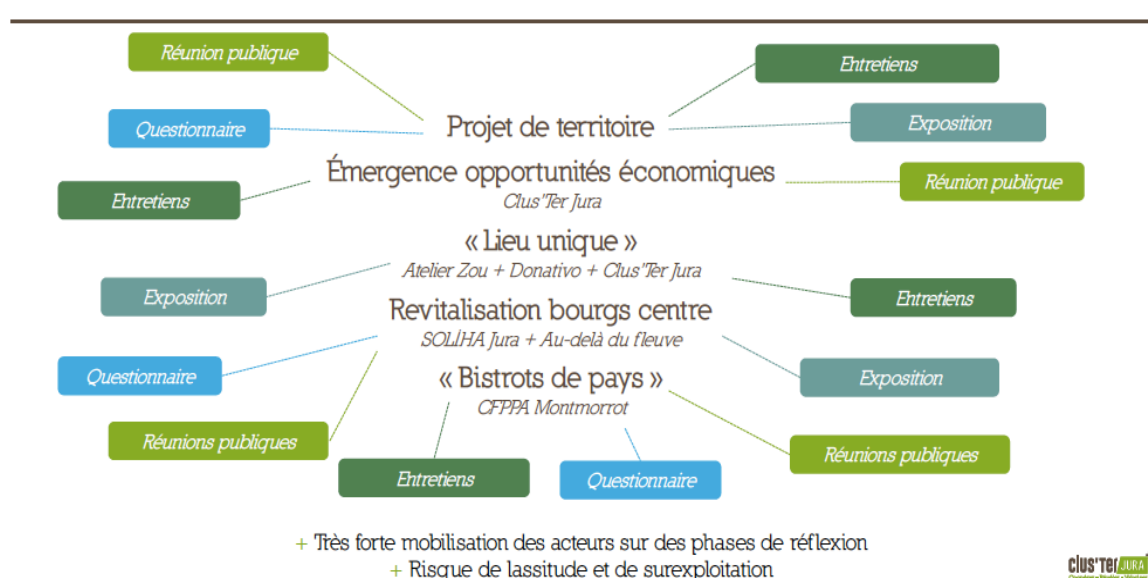 Réunion publique
Entretiens
Questionnaire
Projet de territoire
Exposition
Émergence opportunités économiques
Clus'Ter Jura
Entretiens
Réunion publique
« Lieu unique »
Atelier Zou + Donativo + Clus'Ter Jura
Exposition
Entretiens
Revitalisation bourgs centre
SOLIHA Jura + Au-delà du fleuve
Questionnaire
« Bistrots de pays »
Exposition
CFPPA Montmorrot
Réunions publiques
Réunions publiques
Entretiens
Questionnaire
+ Très forte mobilisation des acteurs sur des phases de réflexion
+ Risque de lassitude et de surexploitation
clus'ter JURA